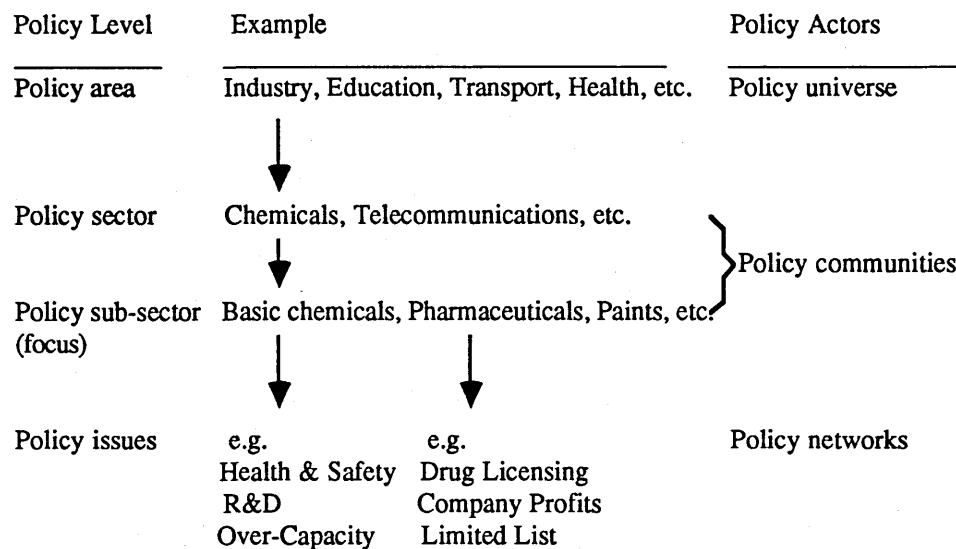 Policy Level Example Policy Actors
Policy area Industry, Education, Transport, Health, etc. Policy universe
Policy sector Chemicals, Telecommunications, etc.
Policy communities
Policy sub-sector Basic chemicals, Pharmaceuticals, Paints, etc.
(focus)
Policy issues e.g. e.g. Policy networks
Health & Safety Drug Licensing
R&D Company Profits
Over-Capacity Limited List